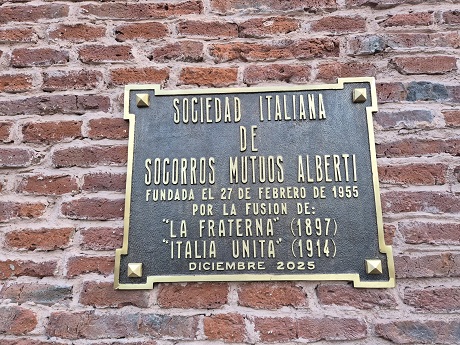 SOCIEDAD ITALIANA
DE
SOCORROS MUTUOS ALBERTI
FUNDADA EL 27 DE FEBRERO DE 1955
POR LA FUSION DE:
"LA FRATERNA" (1897)
"ITALIA UNITA" (1914)
DICIEMBRE 2025